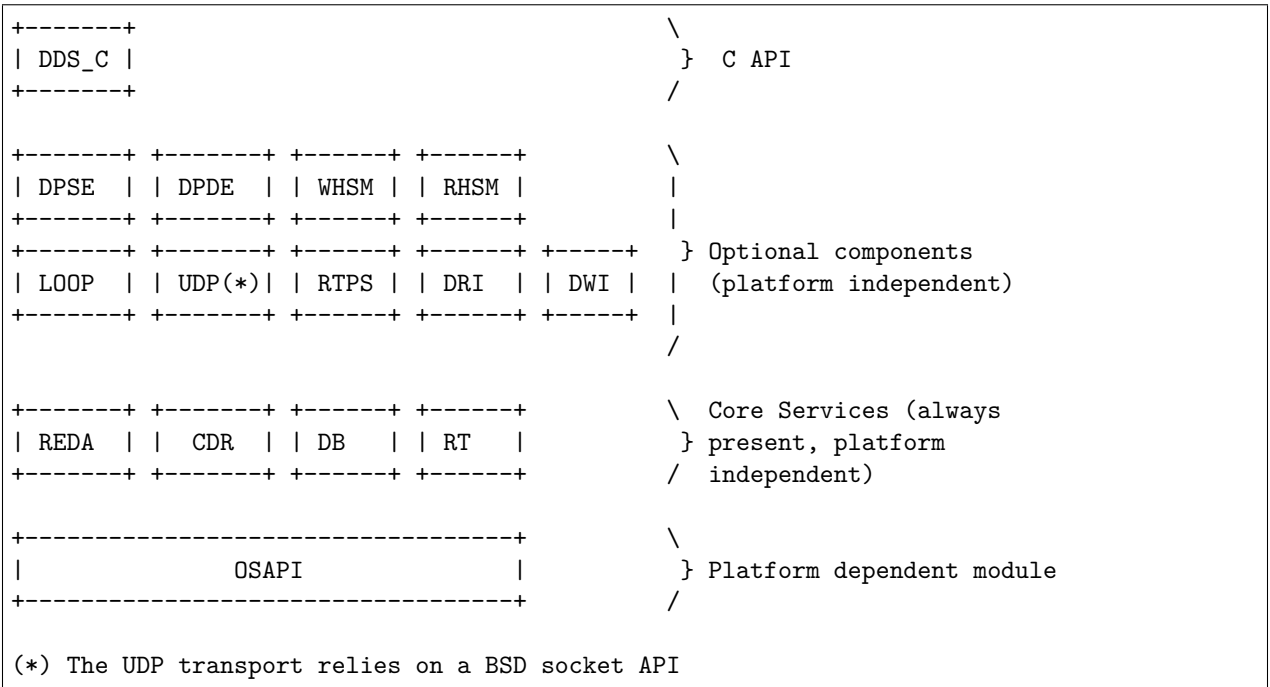 +-------+                                      \
| DDS_C |                                       }  C API
+-------+                                      /

+-------+ +-------+ +------+ +------+          \
| DPSE  | | DPDE  | | WHSM | | RHSM |          |
+-------+ +-------+ +------+ +------+          |
+-------+ +-------+ +------+ +------+ +-----+   } Optional components
| LOOP  | | UDP(*)| | RTPS | | DRI  | | DWI |  |  (platform independent)
+-------+ +-------+ +------+ +------+ +-----+  |
                                               /

+-------+ +-------+ +------+ +------+          \  Core Services (always
| REDA  | |  CDR  | | DB   | | RT   |           } present, platform
+-------+ +-------+ +------+ +------+          /  independent)

+-----------------------------------+          \
|               OSAPI               |           } Platform dependent module
+-----------------------------------+          /

(*) The UDP transport relies on a BSD socket API